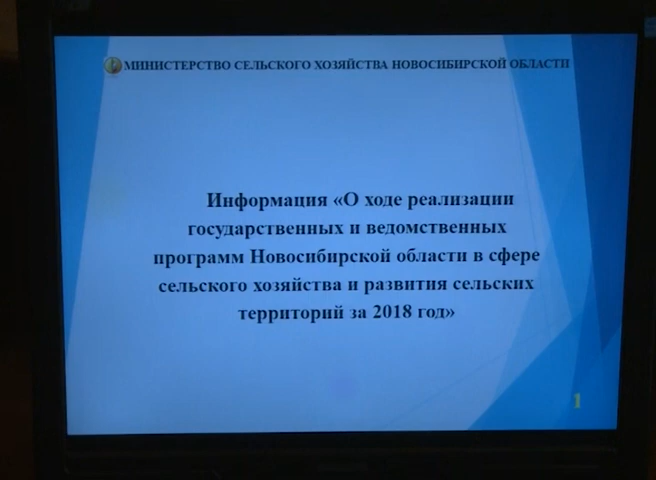 МИНИСТЕРСТВО СЕЛЬСКОГО ХОЗЯЙСТВА НОВОСИБИРСКОЙ ОБЛАСТИ
Информация «О ходе реализации
государственных и ведомственных
программ Новосибирской области в сфере
сельского хозяйства и развития сельских
территорий за 2018 год»
1